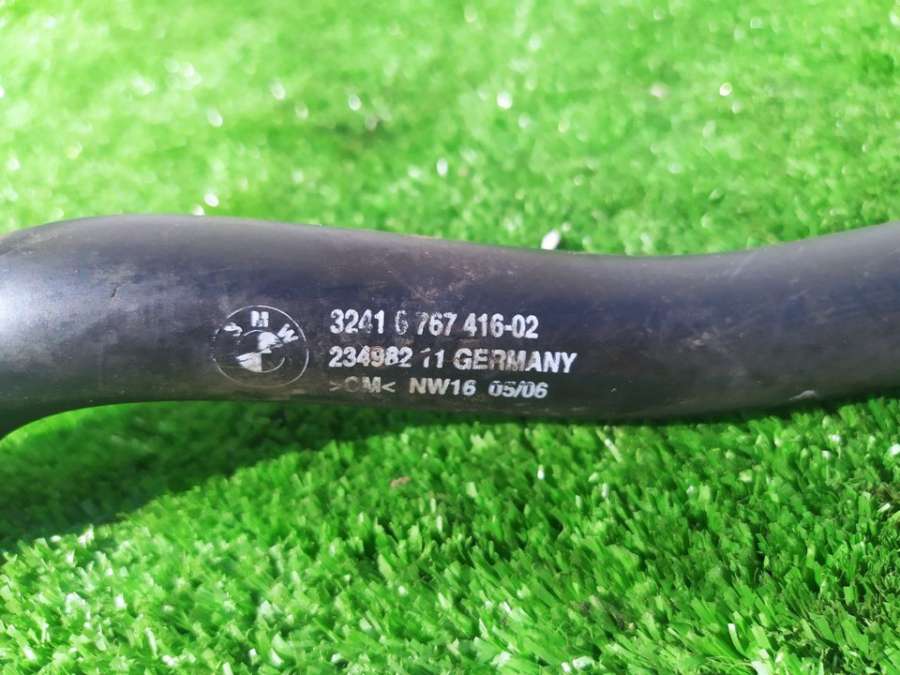 BMW
3241 6 767 416-02
234982 11 GERMANY
>CM< NW16 05/06